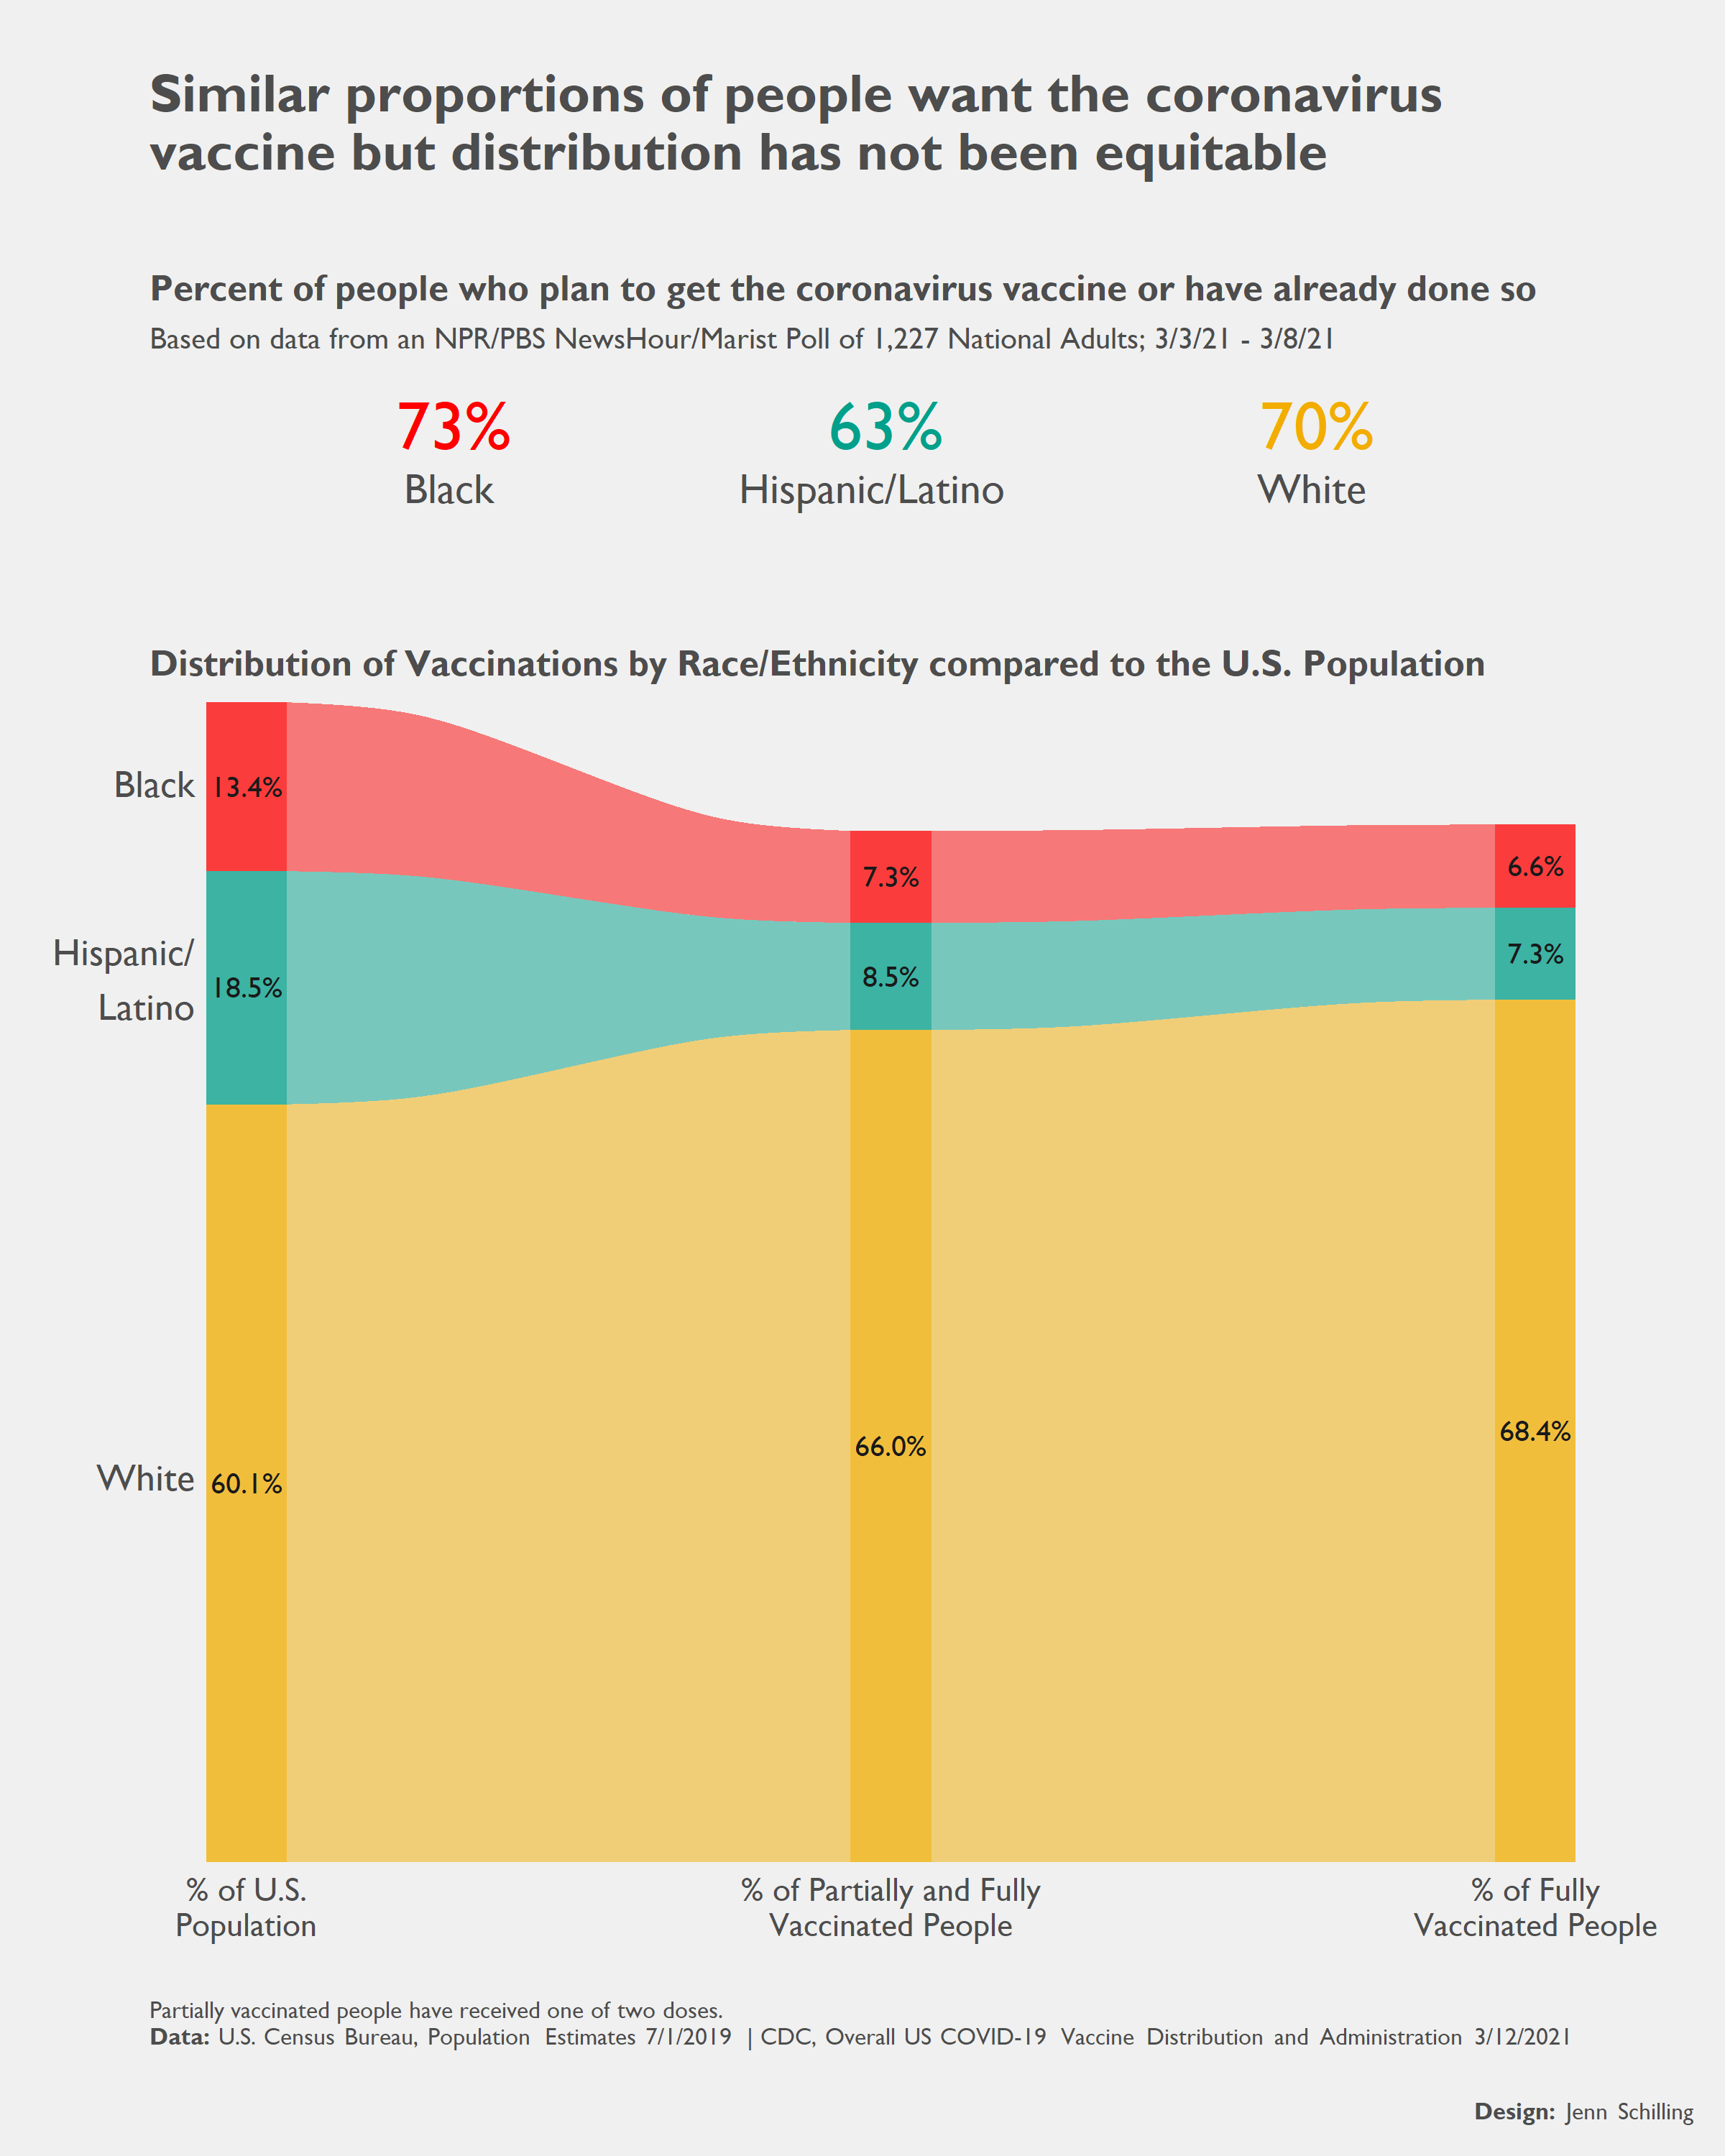 Similar proportions of people want the coronavirus
vaccine but distribution has not been equitable
Percent of people who plan to get the coronavirus vaccine or have already done so
Based on data from an NPR/PBS NewsHour/Marist Poll of 1,227 National Adults; 3/3/21 - 3/8/21
73% 63% 70%
Black Hispanic/Latino White
Distribution of Vaccinations by Race/Ethnicity compared to the U.S. Population
Black 13.4%
7.3%
6.6%
Hispanic/
Latino
18.5%
8.5%
7.3%
White 60.1%
66.0%
68.4%
% of U.S.
Population
% of Partially and Fully
Vaccinated People
% of Fully
Vaccinated People
Partially vaccinated people have received one of two doses.
Data: U.S. Census Bureau, Population Estimates 7/1/2019 | CDC, Overall US COVID-19 Vaccine Distribution and Administration 3/12/2021
Design: Jenn Schilling